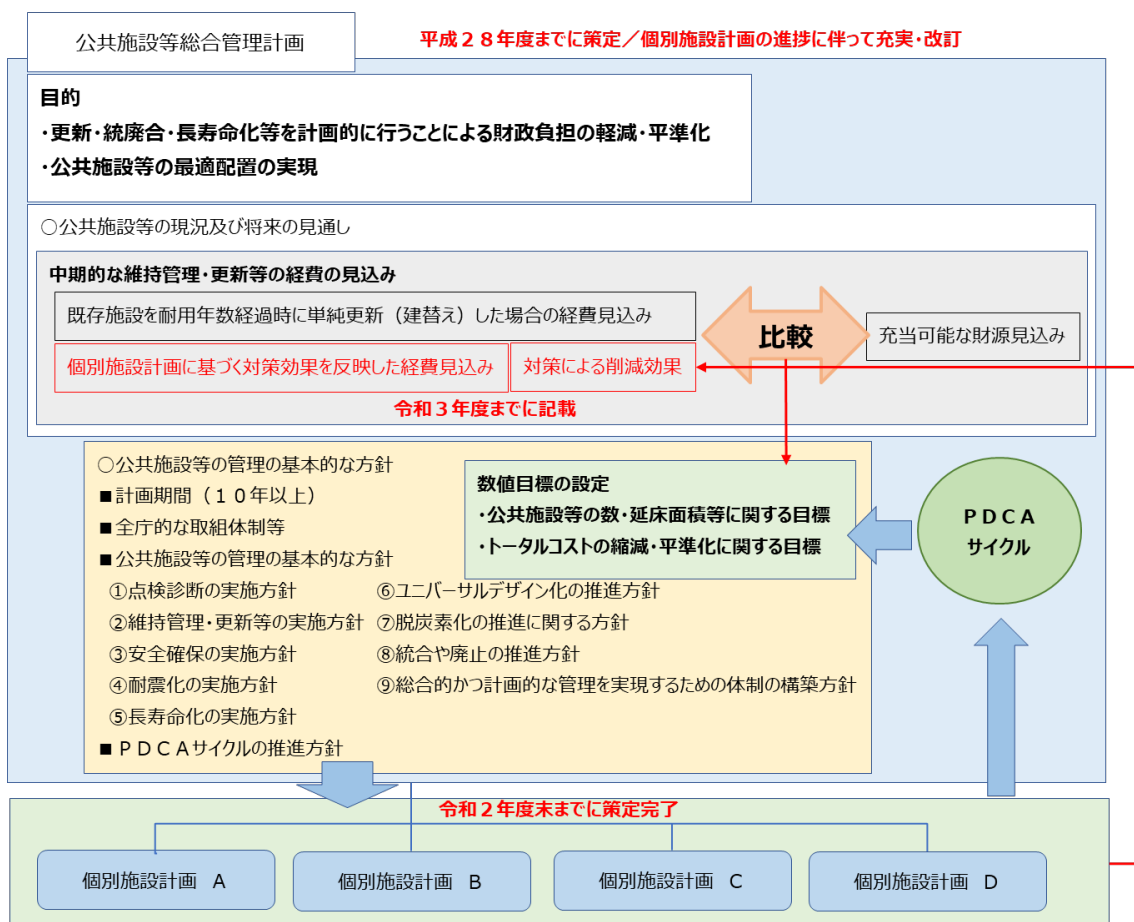 公共施設等総合管理計画
平成28年度までに策定／個別施設計画の進捗に伴って充実・改訂
目的
・更新・統廃合・長寿命化等を計画的に行うことによる財政負担の軽減・平準化
・公共施設等の最適配置の実現
○公共施設等の現況及び将来の見通し
中期的な維持管理・更新等の経費の見込み
既存施設を耐用年数経過時に単純更新（建替え）した場合の経費見込み
個別施設計画に基づく対策効果を反映した経費見込み
対策による削減効果
比較
充当可能な財源見込み
令和３年度までに記載
○公共施設等の管理の基本的な方針
■計画期間（１０年以上）
■全庁的な取組体制等
■公共施設等の管理の基本的な方針
①点検診断の実施方針
②維持管理・更新等の実施方針
③安全確保の実施方針
④耐震化の実施方針
⑤長寿命化の実施方針
⑥ユニバーサルデザイン化の推進方針
⑦脱炭素化の推進に関する方針
⑧統合や廃止の推進方針
⑨総合的かつ計画的な管理を実現するための体制の構築方針
■ＰＤＣＡサイクルの推進方針
数値目標の設定
・公共施設等の数・延床面積等に関する目標
・トータルコストの縮減・平準化に関する目標
ＰＤＣＡ
サイクル
令和２年度末までに策定完了
個別施設計画　A
個別施設計画　B
個別施設計画　C
個別施設計画　D